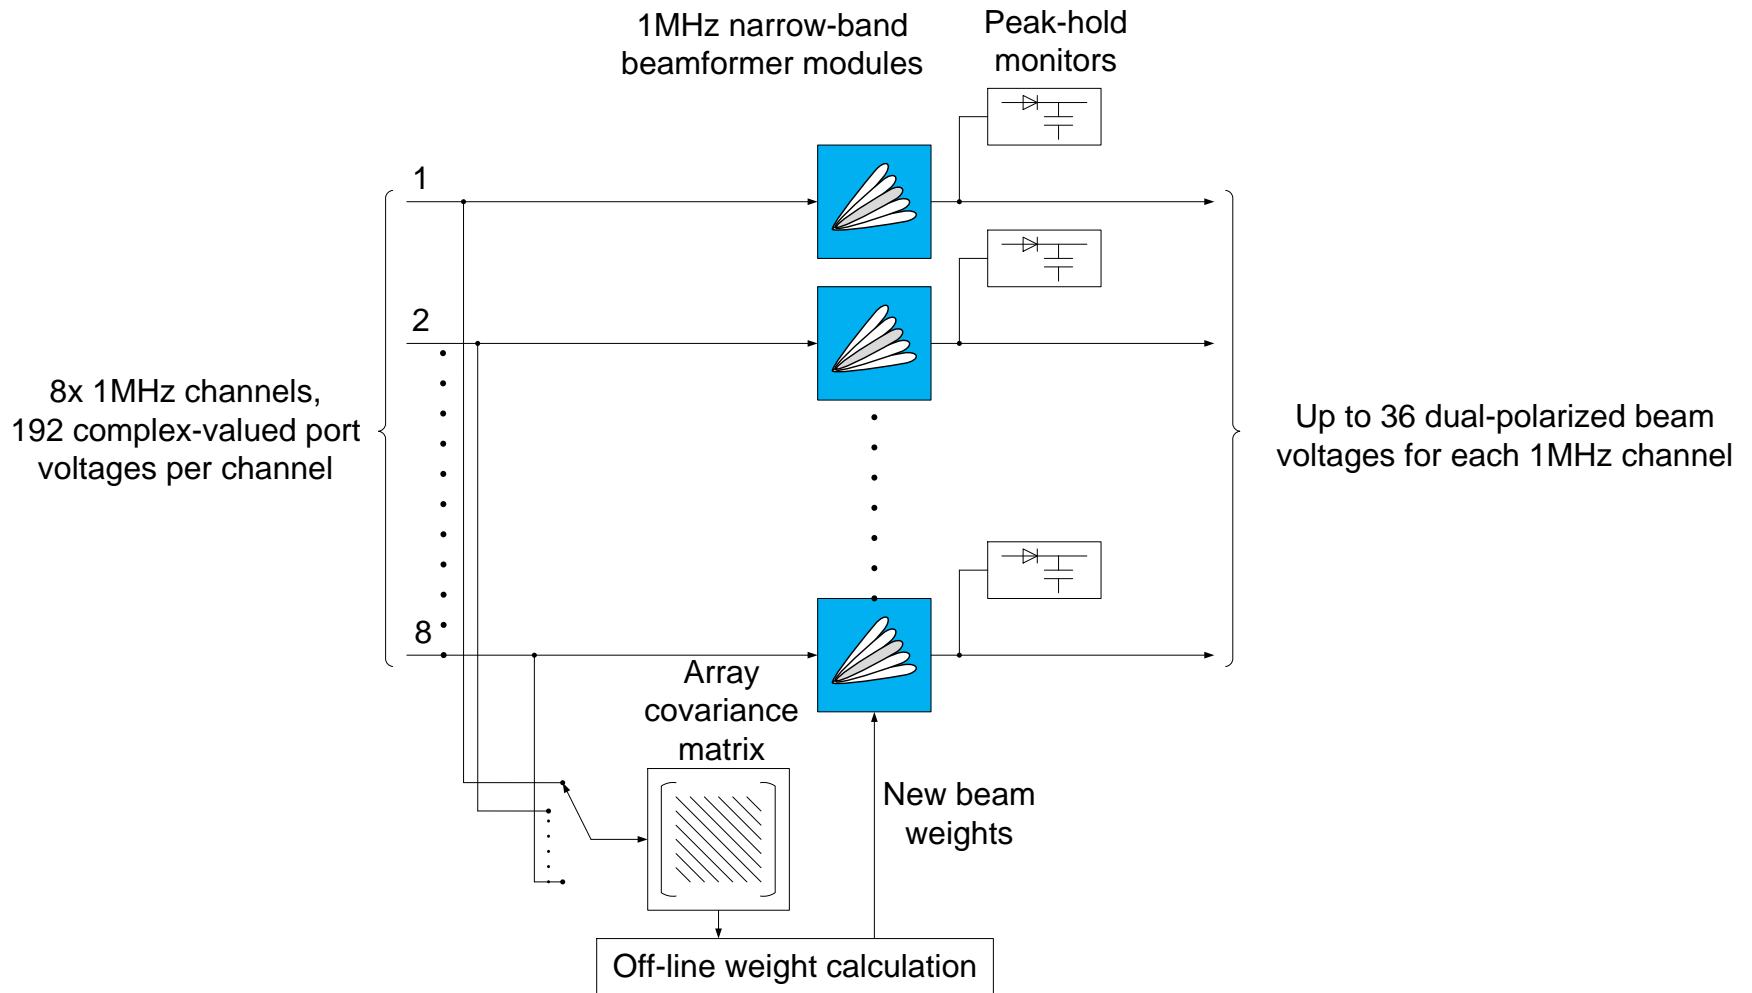 1MHz narrow-band
beamformer modules
Peak-hold
monitors
1
2
8x 1MHz channels,
192 complex-valued port
voltages per channel
Up to 36 dual-polarized beam
voltages for each 1MHz channel
8
Array
covariance
matrix
New beam
weights
Off-line weight calculation